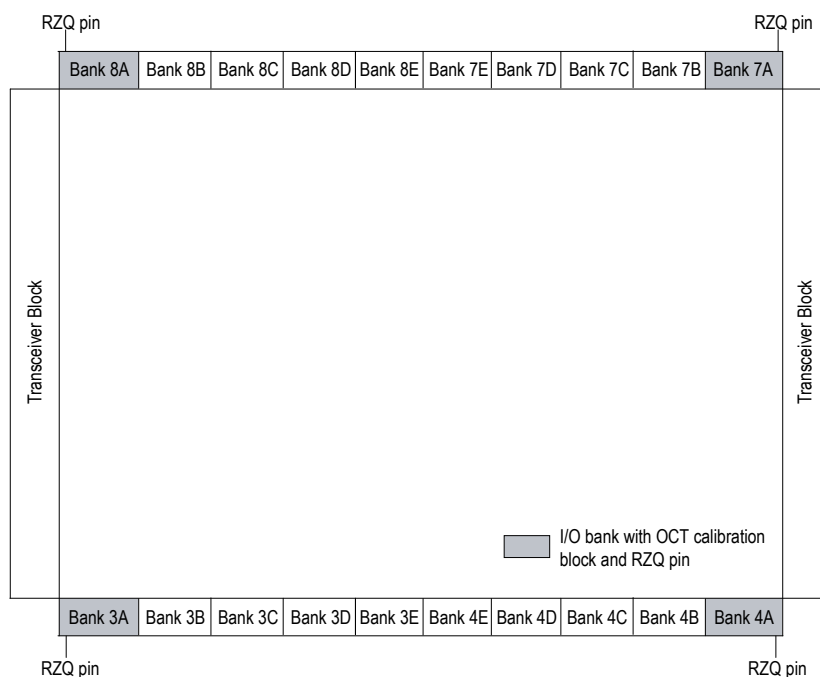 RZQ pin RZQ pin
Bank 8A Bank 8B Bank 8C Bank 8D Bank 8E Bank 7E Bank 7D Bank 7C Bank 7B Bank 7A
Transceiver Block
Transceiver Block
I/O bank with OCT calibration
block and RZQ pin
Bank 3A Bank 3B Bank 3C Bank 3D Bank 3E Bank 4E Bank 4D Bank 4C Bank 4B Bank 4A
RZQ pin RZQ pin